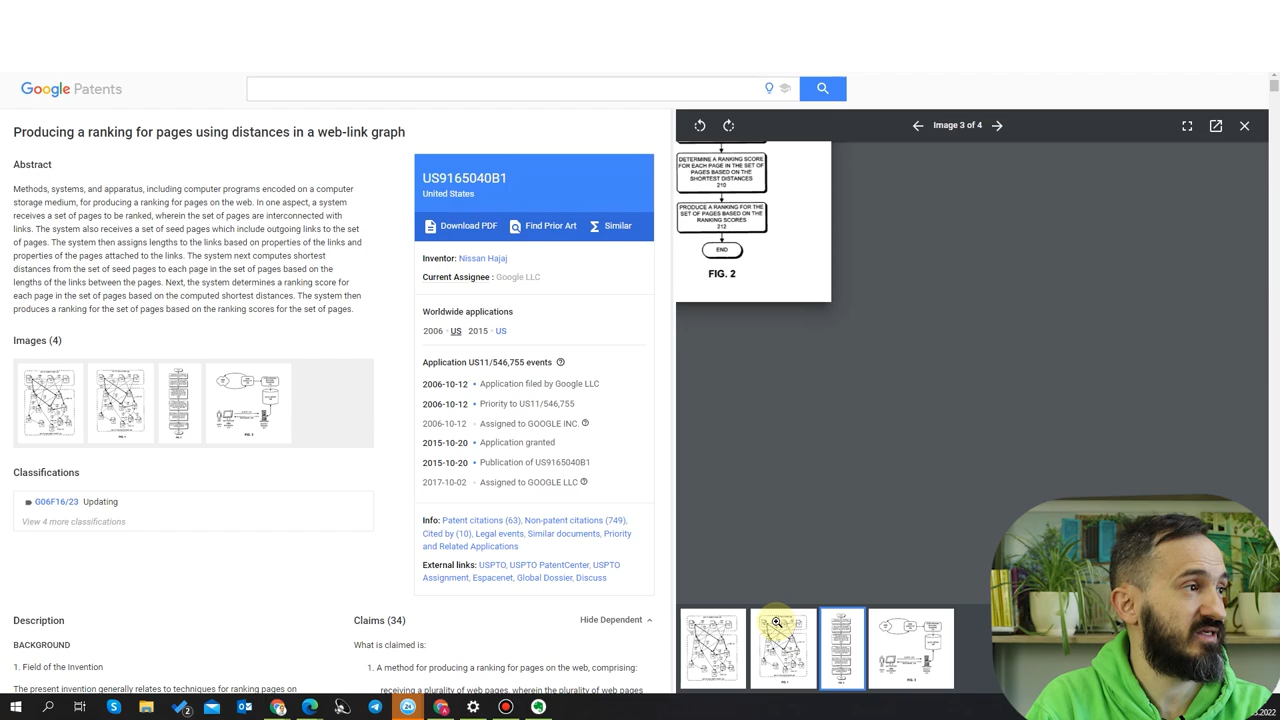 Google Patents
Image 3 of 4
Producing a ranking for pages using distances in a web-link graph
Abstract
Methods, systems, and apparatus, including computer programs encoded on a computer
storage medium, for producing a ranking for pages on the web. In one aspect, a system
receives a set of pages to be ranked, wherein the set of pages are interconnected with
links. The system also receives a set of seed pages which include outgoing links to the set
of pages. The system then assigns lengths to the links based on properties of the links and
properties of the pages attached to the links. The system next computes shortest
distances from the set of seed pages to each page in the set of pages based on the
lengths of the links between the pages. Next, the system determines a ranking score for
each page in the set of pages based on the computed shortest distances. The system then
produces a ranking for the set of pages based on the ranking scores for the set of pages.
Images (4)
Classifications
G06F16/23 Updating
View 4 more classifications
Description
BACKGROUND
1. Field of the Invention
The present invention generally relates to techniques for ranking pages on
US9165040B1
United States
Download PDF Find Prior Art Similar
Inventor: Nissan Hajaj
Current Assignee : Google LLC
Worldwide applications
2006 · US 2015 · US
Application US11/546,755 events
2006-10-12 • Application filed by Google LLC
2006-10-12 • Priority to US11/546,755
2006-10-12 • Assigned to GOOGLE INC.
2015-10-20 • Application granted
2015-10-20 • Publication of US9165040B1
2017-10-02 • Assigned to GOOGLE LLC
Info: Patent citations (63), Non-patent citations (749),
Cited by (10), Legal events, Similar documents, Priority
and Related Applications
External links: USPTO, USPTO PatentCenter, USPTO
Assignment, Espacenet, Global Dossier, Discuss
Claims (34)
Hide Dependent
What is claimed is:
1. A method for producing a ranking for pages on the web, comprising:
receiving a plurality of web pages, wherein the plurality of web pages
DETERMINE A RANKING SCORE
FOR EACH PAGE IN THE SET OF
PAGES BASED ON THE
SHORTEST DISTANCES
210
PRODUCE A RANKING FOR THE
SET OF PAGES BASED ON THE
RANKING SCORES
212
END
FIG. 2
24